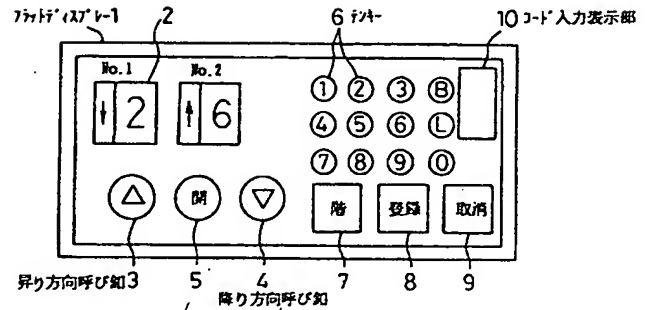 フラットディスプレー1 2 6 テンキー 10 コード入力表示部
No.1 No.2
↓ 2 ↑ 6
1 2 3 B
4 5 6 L
7 8 9 0
△ 開 ▽ 階 登録 取消
昇り方向呼び釦 3 5 4 7 8 9
降り方向呼び釦